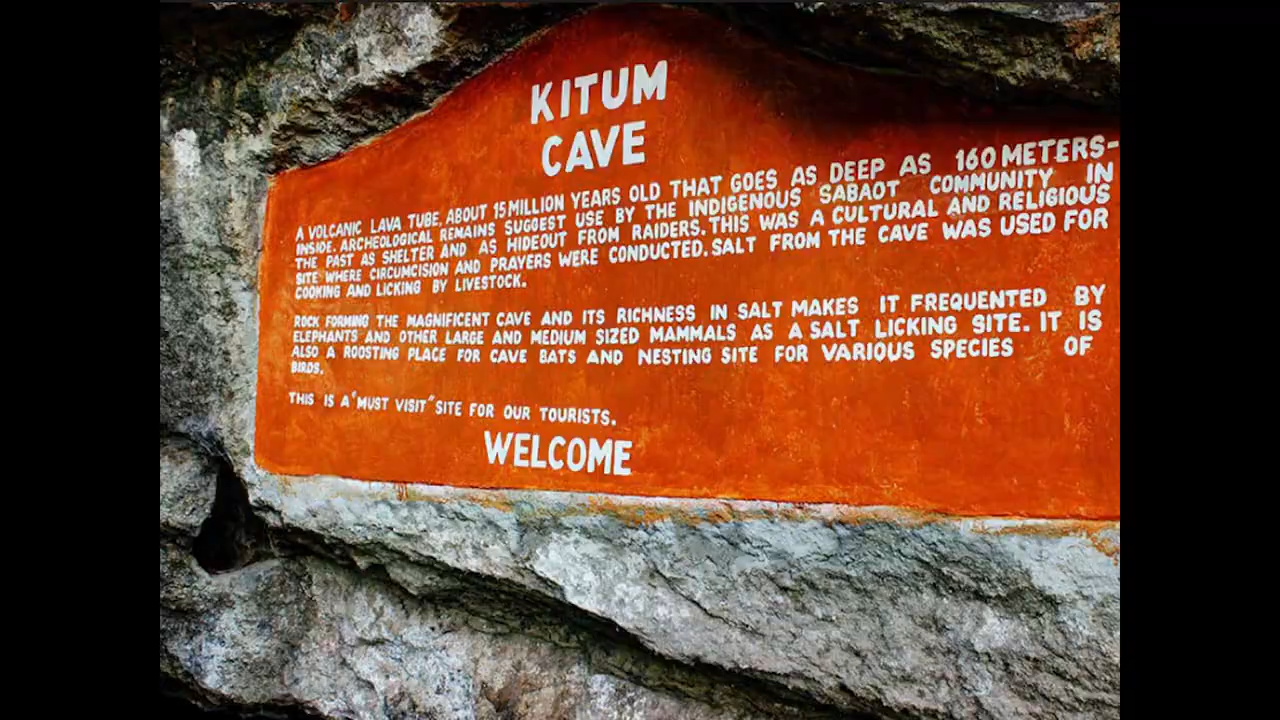 KITUM
CAVE
A VOLCANIC LAVA TUBE, ABOUT 15 MILLION YEARS OLD THAT GOES AS DEEP AS 160 METERS-
INSIDE. ARCHEOLOGICAL REMAINS SUGGEST USE BY THE INDIGENOUS SABAOT COMMUNITY IN
THE PAST AS SHELTER AND AS HIDEOUT FROM RAIDERS. THIS WAS A CULTURAL AND RELIGIOUS
SITE WHERE CIRCUMCISION AND PRAYERS WERE CONDUCTED. SALT FROM THE CAVE WAS USED FOR
COOKING AND LICKING BY LIVESTOCK.
ROCK FORMING THE MAGNIFICENT CAVE AND ITS RICHNESS IN SALT MAKES IT FREQUENTED BY
ELEPHANTS AND OTHER LARGE AND MEDIUM SIZED MAMMALS AS A SALT LICKING SITE. IT IS
ALSO A ROOSTING PLACE FOR CAVE BATS AND NESTING SITE FOR VARIOUS SPECIES OF
BIRDS.
THIS IS A "MUST VISIT" SITE FOR OUR TOURISTS.
WELCOME